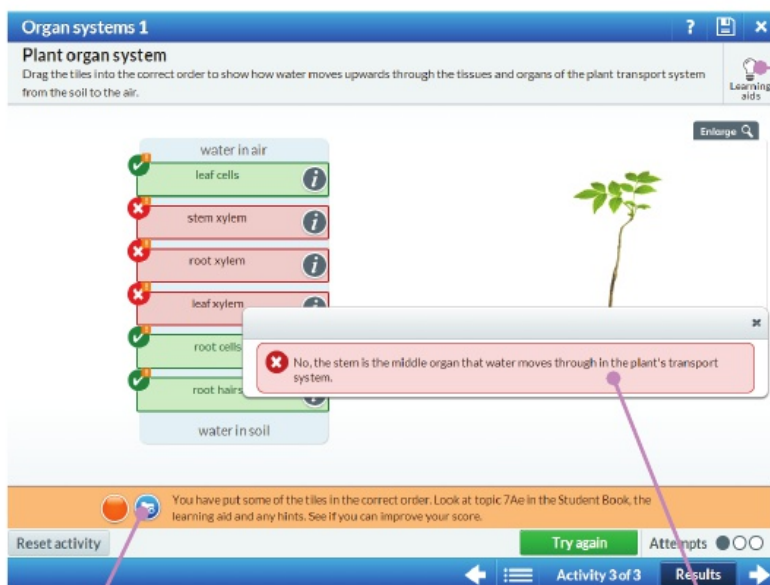 Organ systems 1
?
Plant organ system
Drag the tiles into the correct order to show how water moves upwards through the tissues and organs of the plant transport system
from the soil to the air.
Learning
aids
Enlarge
water in air
leaf cells
i
stem xylem
i
root xylem
i
leaf xylem
root cells
root hairs
water in soil
No, the stem is the middle organ that water moves through in the plant's transport
system.
You have put some of the tiles in the correct order. Look at topic 7Ae in the Student Book, the
learning aid and any hints. See if you can improve your score.
Reset activity
Try again
Attempts
Activity 3 of 3
Results